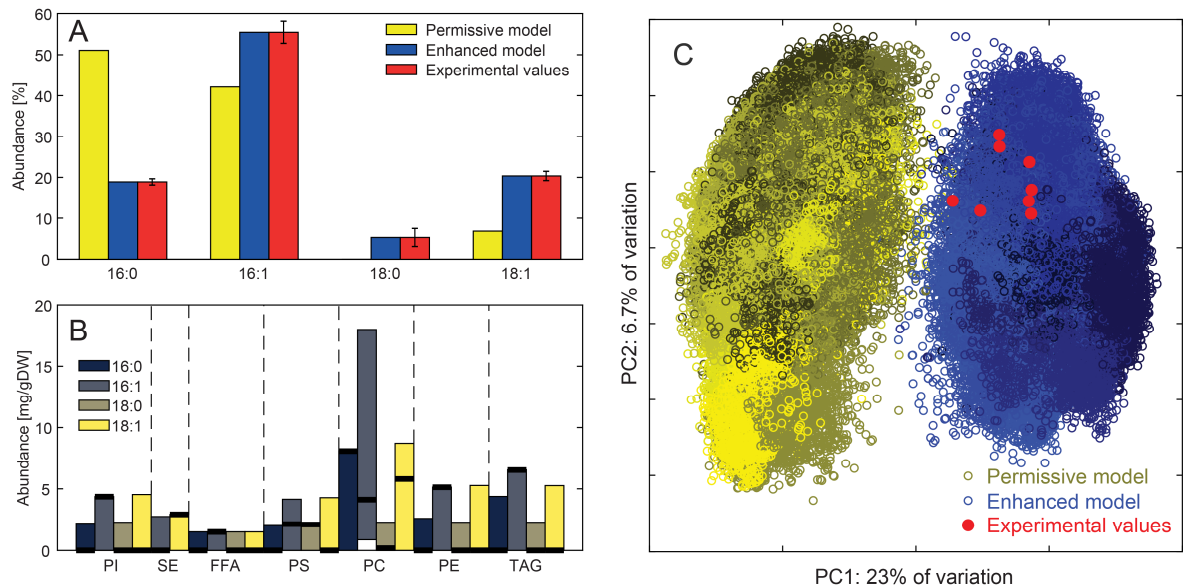 A
Permissive model
Enhanced model
Experimental values
Abundance [%]
60
50
40
30
20
10
0
16:0 16:1 18:0 18:1
B
16:0
16:1
18:0
18:1
Abundance [mg/gDW]
20
15
10
5
0
PI SE FFA PS PC PE TAG
C
PC2: 6.7% of variation
Permissive model
Enhanced model
Experimental values
PC1: 23% of variation